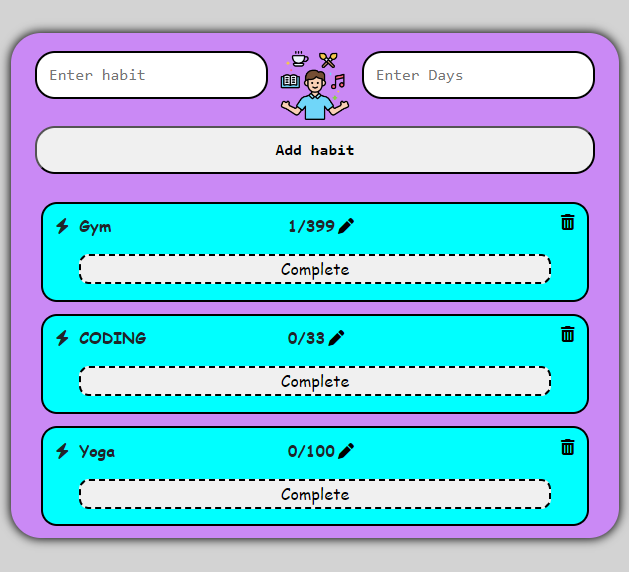 Enter habit
Enter Days
Add habit
Gym 1/399
Complete
CODING 0/33
Complete
Yoga 0/100
Complete